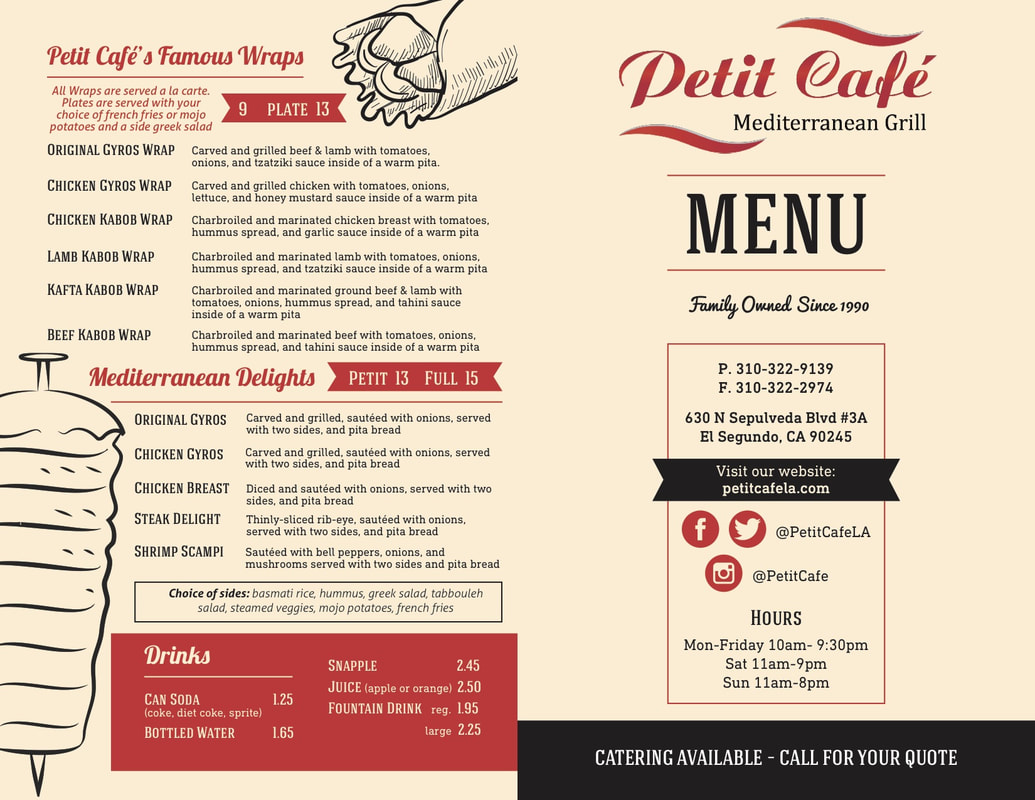 Petit Café's Famous Wraps
All Wraps are served a la carte.
Plates are served with your
choice of french fries or mojo
potatoes and a side greek salad
9 PLATE 13
ORIGINAL GYROS WRAP
Carved and grilled beef & lamb with tomatoes,
onions, and tzatziki sauce inside of a warm pita.
CHICKEN GYROS WRAP
Carved and grilled chicken with tomatoes, onions,
lettuce, and honey mustard sauce inside of a warm pita
CHICKEN KABOB WRAP
Charbroiled and marinated chicken breast with tomatoes,
hummus spread, and garlic sauce inside of a warm pita
LAMB KABOB WRAP
Charbroiled and marinated lamb with tomatoes, onions,
hummus spread, and tzatziki sauce inside of a warm pita
KAFTA KABOB WRAP
Charbroiled and marinated ground beef & lamb with
tomatoes, onions, hummus spread, and tahini sauce
inside of a warm pita
BEEF KABOB WRAP
Charbroiled and marinated beef with tomatoes, onions,
hummus spread, and tahini sauce inside of a warm pita
Mediterranean Delights
PETIT 13 FULL 15
ORIGINAL GYROS
Carved and grilled, sautéed with onions, served
with two sides, and pita bread
CHICKEN GYROS
Carved and grilled, sautéed with onions, served
with two sides, and pita bread
CHICKEN BREAST
Diced and sautéed with onions, served with two
sides, and pita bread
STEAK DELIGHT
Thinly-sliced rib-eye, sautéed with onions,
served with two sides, and pita bread
SHRIMP SCAMPI
Sautéed with bell peppers, onions, and
mushrooms served with two sides and pita bread
Choice of sides: basmati rice, hummus, greek salad, tabbouleh
salad, steamed veggies, mojo potatoes, french fries
Drinks
CAN SODA 1.25
(coke, diet coke, sprite)
BOTTLED WATER 1.65
SNAPPLE 2.45
JUICE (apple or orange) 2.50
FOUNTAIN DRINK reg. 1.95
large 2.25
Petit Café
Mediterranean Grill
MENU
Family Owned Since 1990
P. 310-322-9139
F. 310-322-2974
630 N Sepulveda Blvd #3A
El Segundo, CA 90245
Visit our website:
petitcafela.com
@PetitCafeLA
@PetitCafe
HOURS
Mon-Friday 10am- 9:30pm
Sat 11am-9pm
Sun 11am-8pm
CATERING AVAILABLE - CALL FOR YOUR QUOTE